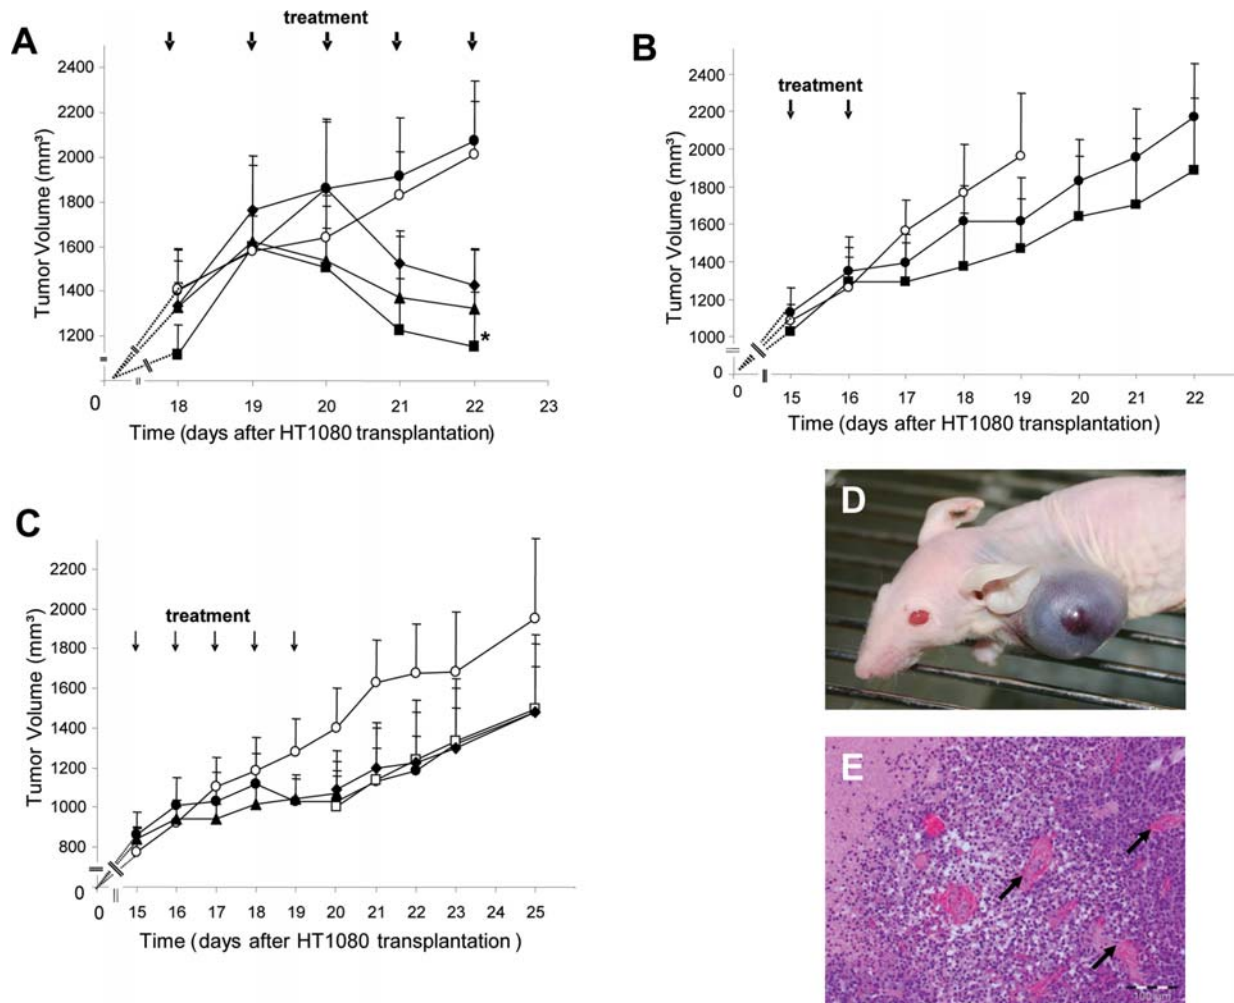 A
treatment
Tumor Volume (mm³)
2400
2200
2000
1800
1600
1400
1200
0
*
18 19 20 21 22 23
Time (days after HT1080 transplantation)
B
treatment
Tumor Volume (mm³)
2400
2200
2000
1800
1600
1400
1200
1000
0
0 15 16 17 18 19 20 21 22
Time (days after HT1080 transplantation)
C
treatment
Tumor Volume (mm³)
2200
2000
1800
1600
1400
1200
1000
800
0
0 15 16 17 18 19 20 21 22 23 25
Time (days after HT1080 transplantation )
D
E